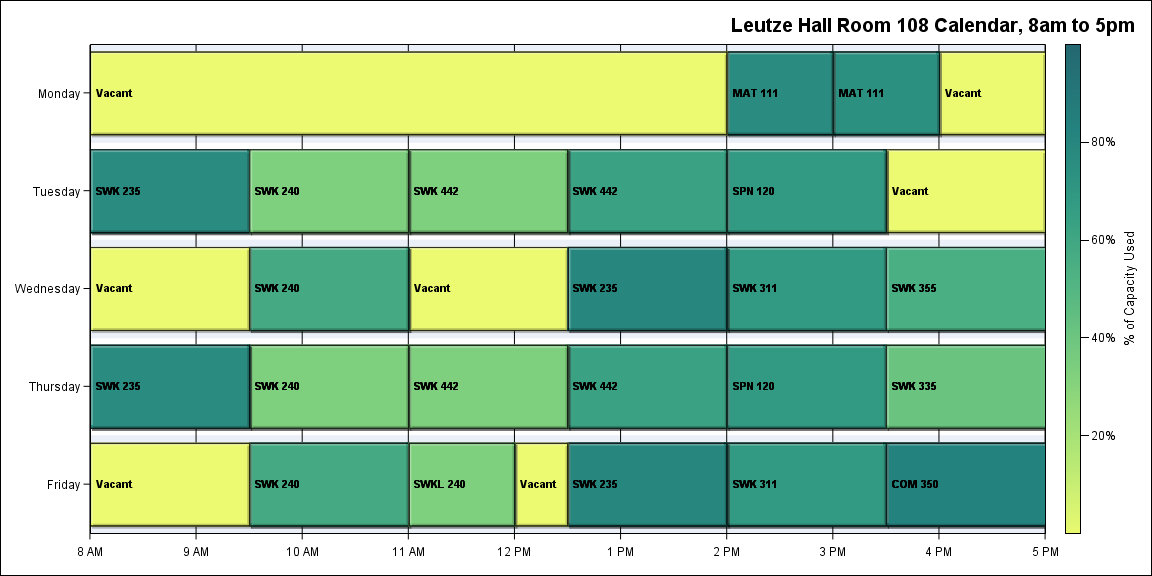 Leutze Hall Room 108 Calendar, 8am to 5pm
Monday
Vacant
MAT 111
MAT 111
Vacant
Tuesday
SWK 235
SWK 240
SWK 442
SWK 442
SPN 120
Vacant
Wednesday
Vacant
SWK 240
Vacant
SWK 235
SWK 311
SWK 355
Thursday
SWK 235
SWK 240
SWK 442
SWK 442
SPN 120
SWK 335
Friday
Vacant
SWK 240
SWKL 240
Vacant
SWK 235
SWK 311
COM 350
8 AM
9 AM
10 AM
11 AM
12 PM
1 PM
2 PM
3 PM
4 PM
5 PM
80%
60%
40%
20%
% of Capacity Used